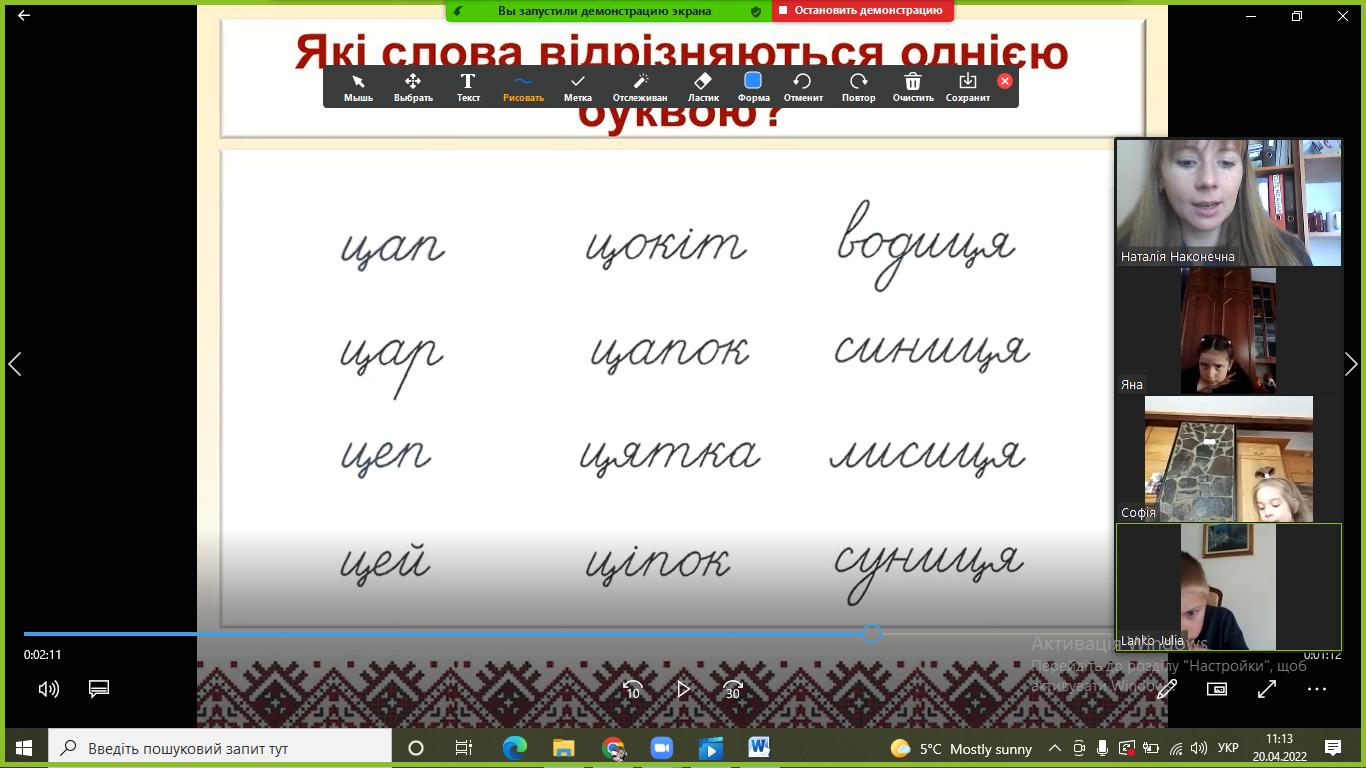 Вы запустили демонстрацию экрана
Остановить демонстрацию
Які слова відрізняються однією
буквою?
Мышь Выбрать Текст Рисовать Метка Отслеживан Ластик Форма Отменит Повтор Очистить Сохранит
цап цокіт водиця
цар цапок синиця
цеп цятка лисиця
цей ціпок суниця
Наталія Наконечна
Яна
Софія
Lanko Julia
0:02:11
0:01:12
10
30
Активація Windows
Перейдіть до розділу "Настройки", щоб
активувати Windows
Введіть пошуковий запит тут
5°C Mostly sunny
УКР
11:13
20.04.2022